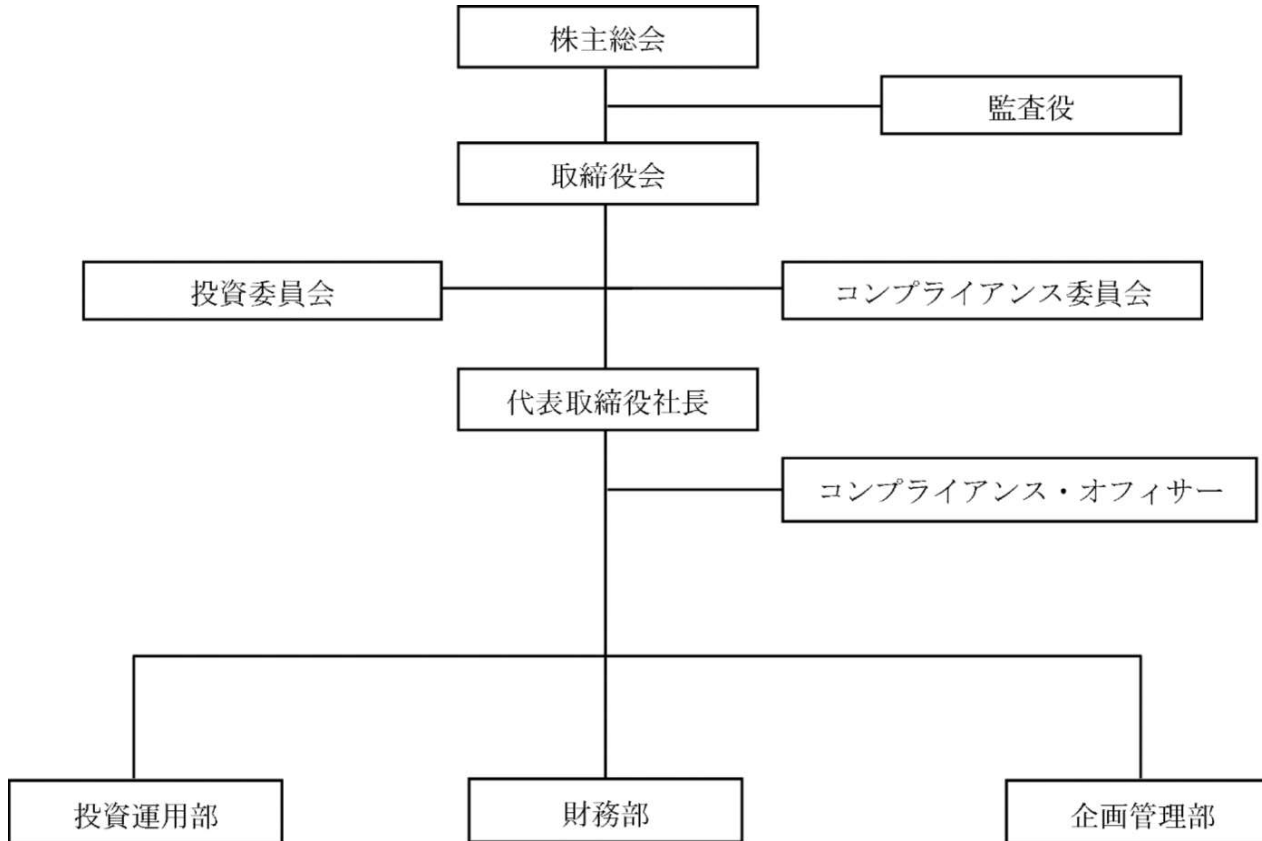 株主総会
監査役
取締役会
投資委員会
コンプライアンス委員会
代表取締役社長
コンプライアンス・オフィサー
投資運用部
財務部
企画管理部